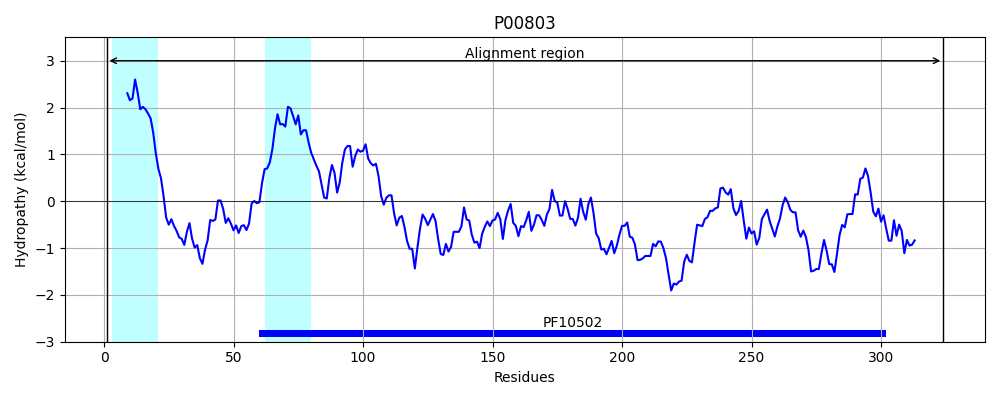 P00803
Alignment region
Hydropathy (kcal/mol)
3
2
1
0
−1
−2
−3
PF10502
0 50 100 150 200 250 300
Residues